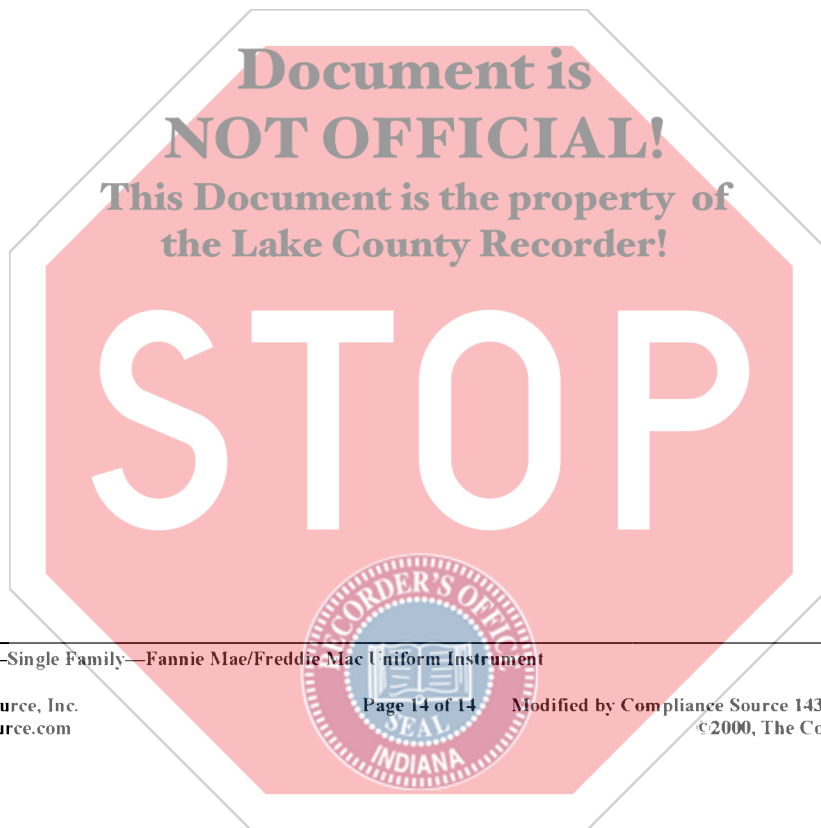 Document is
NOT OFFICIAL!
This Document is the property of
the Lake County Recorder!
STOP
RECORDER'S OFFICE
–Single Family—Fannie Mae/Freddie Mac Uniform Instrument
urce, Inc. Page 14 of 14 Modified by Compliance Source 143
urce.com ©2000, The Co
SEAL
INDIANA